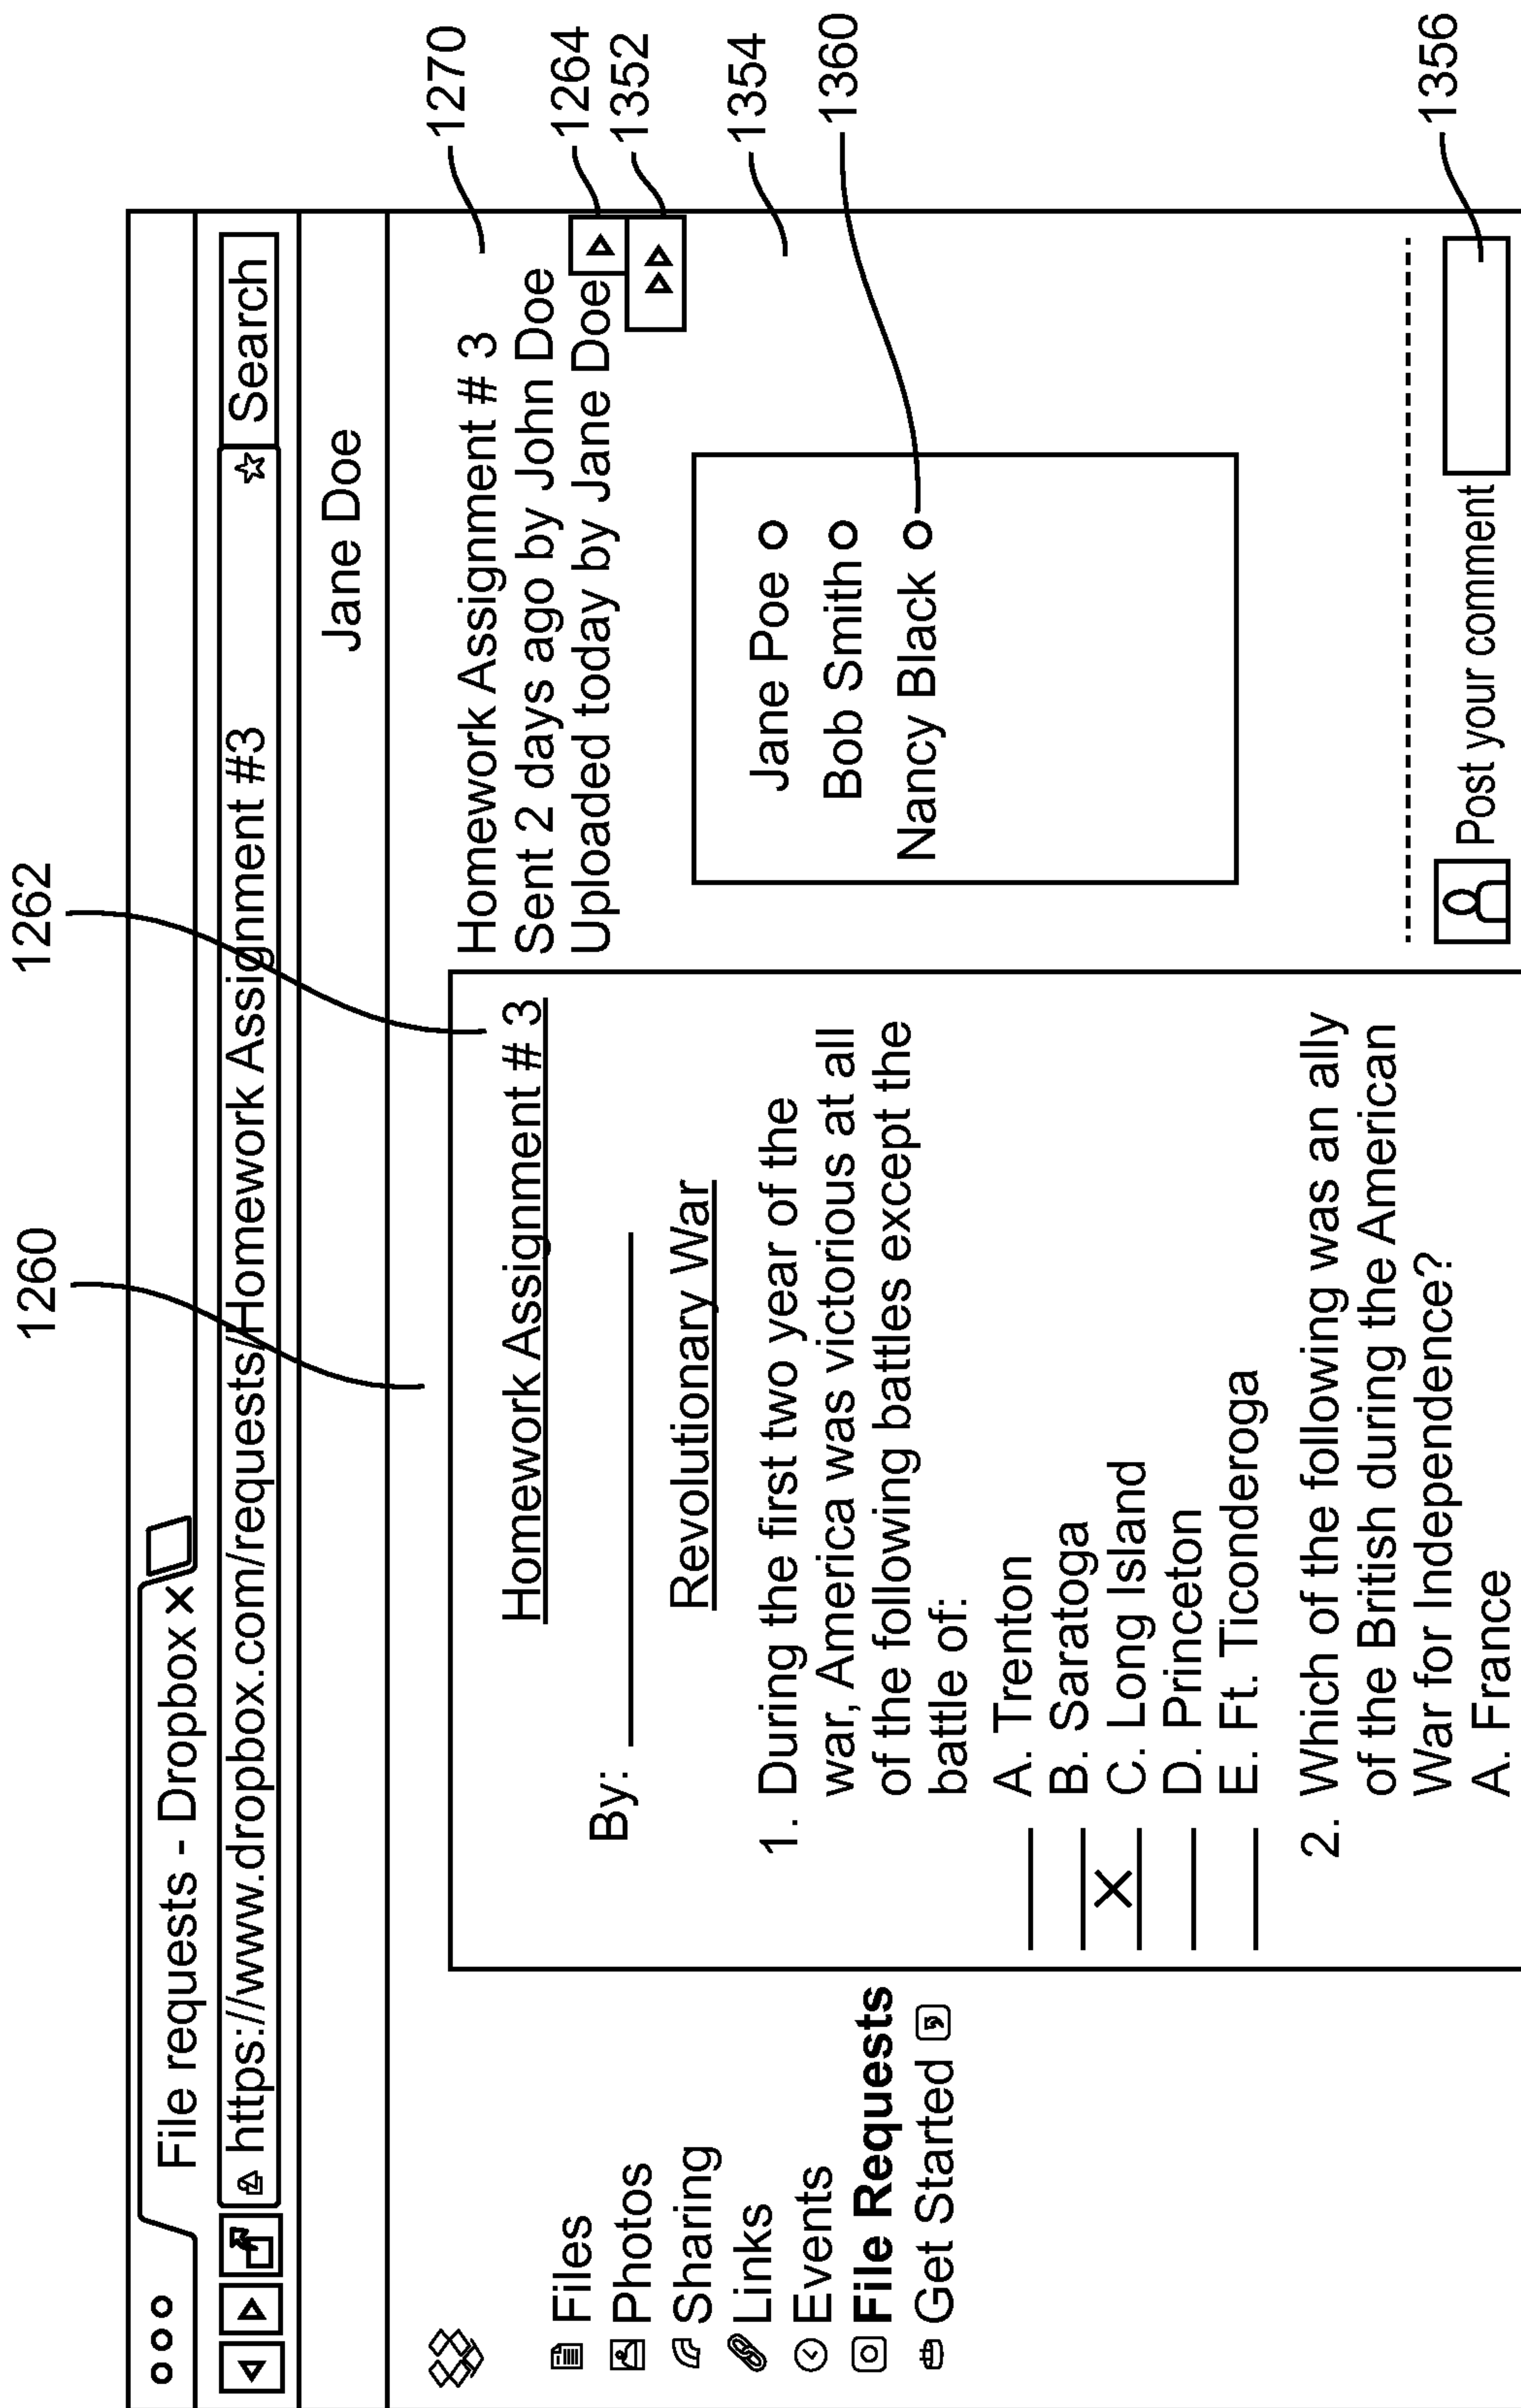 1262
1260
File requests - Dropbox x
https://www.dropbox.com/requests/Homework Assignment #3
Search
Jane Doe
Files
Photos
Sharing
Links
Events
File Requests
Get Started
Homework Assignment # 3
By:
Revolutionary War
1. During the first two year of the
war, America was victorious at all
of the following battles except the
battle of:
A. Trenton
B. Saratoga
X C. Long Island
D. Princeton
E. Ft. Ticonderoga
2. Which of the following was an ally
of the British during the American
War for Independence?
A. France
Homework Assignment # 3
Sent 2 days ago by John Doe
Uploaded today by Jane Doe
Jane Poe
Bob Smith
Nancy Black
Post your comment
1270
1264
1352
1354
1360
1356